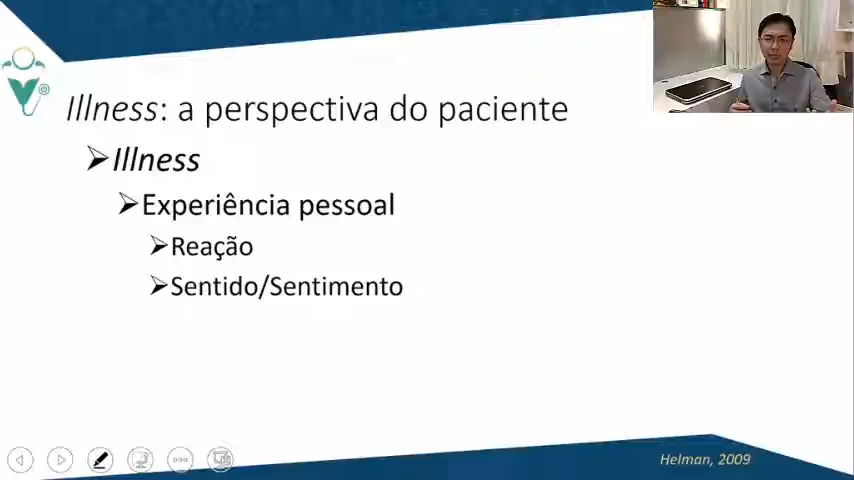 Illness: a perspectiva do paciente
Illness
Experiência pessoal
Reação
Sentido/Sentimento
Helman, 2009